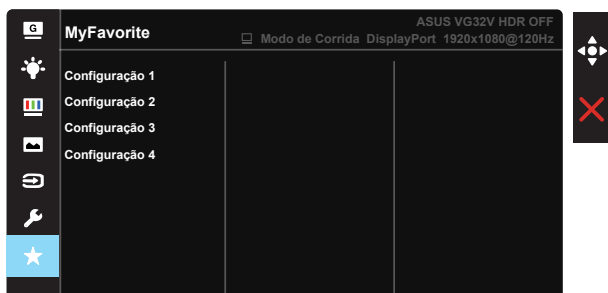 G
MyFavorite
ASUS VG32V HDR OFF
Modo de Corrida DisplayPort 1920x1080@120Hz
Configuração 1
Configuração 2
Configuração 3
Configuração 4